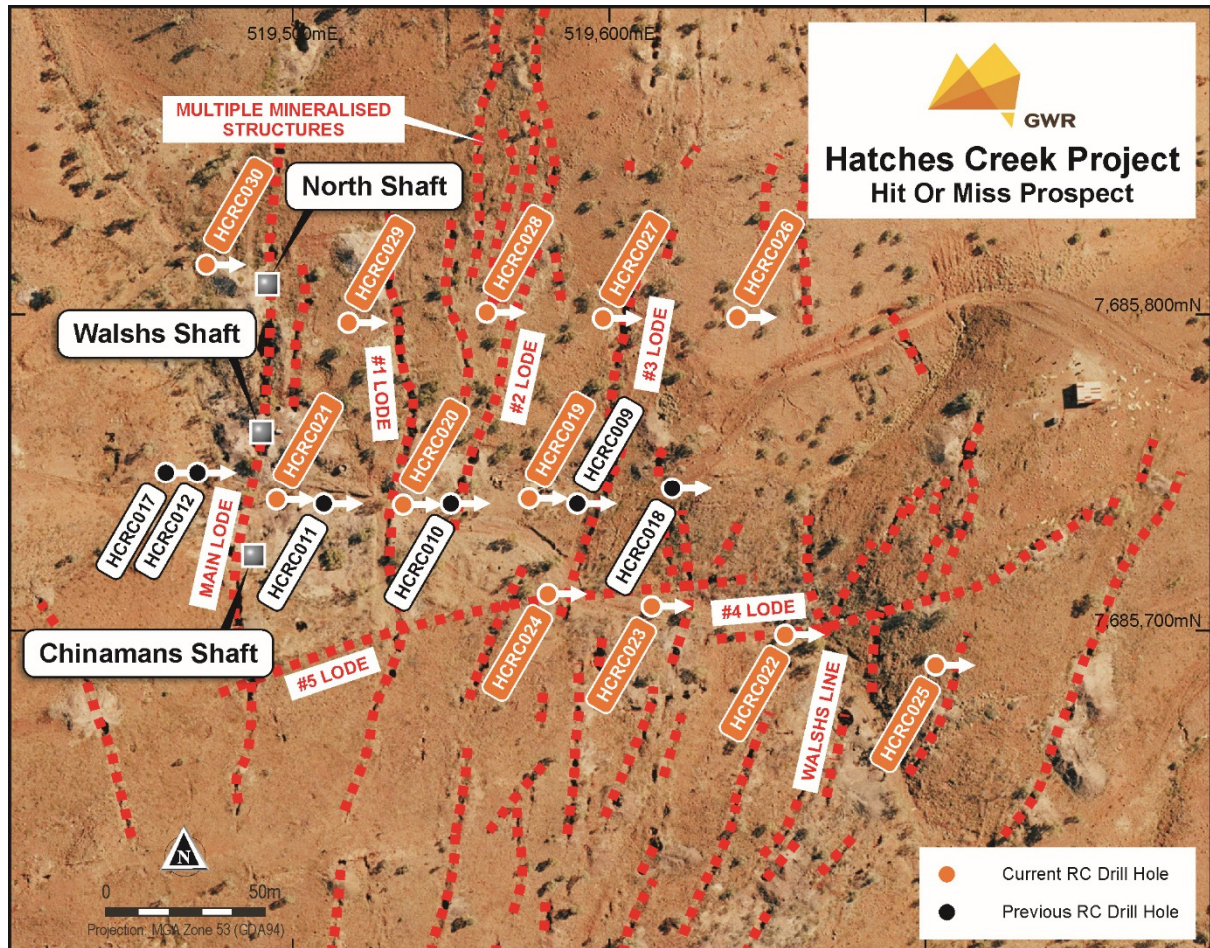 519,500mE
519,600mE
GWR
Hatches Creek Project
Hit Or Miss Prospect
MULTIPLE MINERALISED
STRUCTURES
North Shaft
HCRC030
HCRC029
HCRC028
HCRC027
HCRC026
7,685,800mN
Walshs Shaft
#1 LODE
#2 LODE
#3 LODE
HCRC021
HCRC020
HCRC019
HCRC009
HCRC017
HCRC012
MAIN LODE
HCRC011
HCRC010
HCRC018
Chinamans Shaft
#5 LODE
HCRC024
HCRC023
#4 LODE
HCRC022
WALSHS LINE
HCRC025
7,685,700mN
N
0 50m
Projection: MGA Zone 53 (GDA94)
Current RC Drill Hole
Previous RC Drill Hole